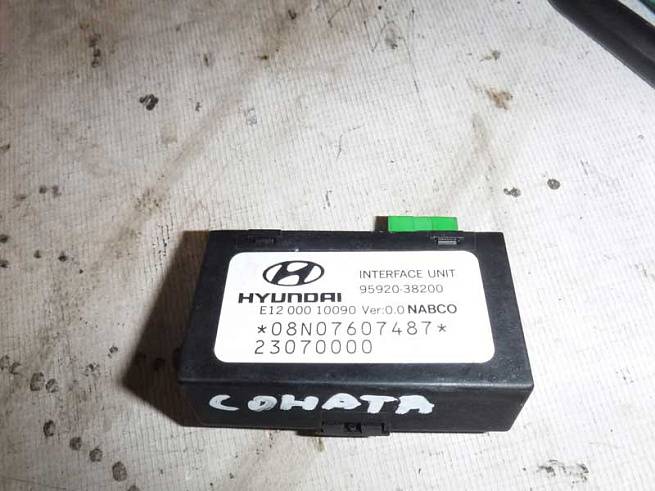 HYUNDAI
INTERFACE UNIT
95920-38200
E12 000 10090 Ver:0.0 NABCO
*08N07607487*
23070000
СОНАТА